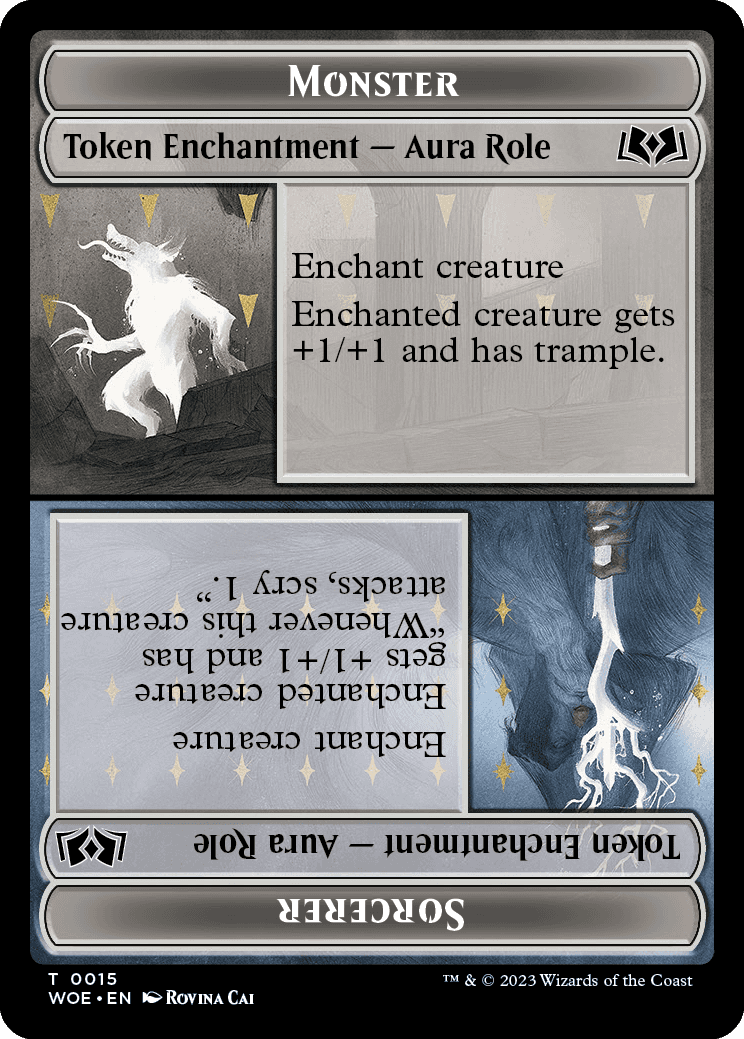 Monster
Token Enchantment — Aura Role
Enchant creature
Enchanted creature gets
+1/+1 and has trample.
Sorcerer
Token Enchantment — Aura Role
Enchant creature
Enchanted creature
gets +1/+1 and has
“Whenever this creature
attacks, scry 1.”
T 0015
WOE • EN Rovina Cai
™ & © 2023 Wizards of the Coast